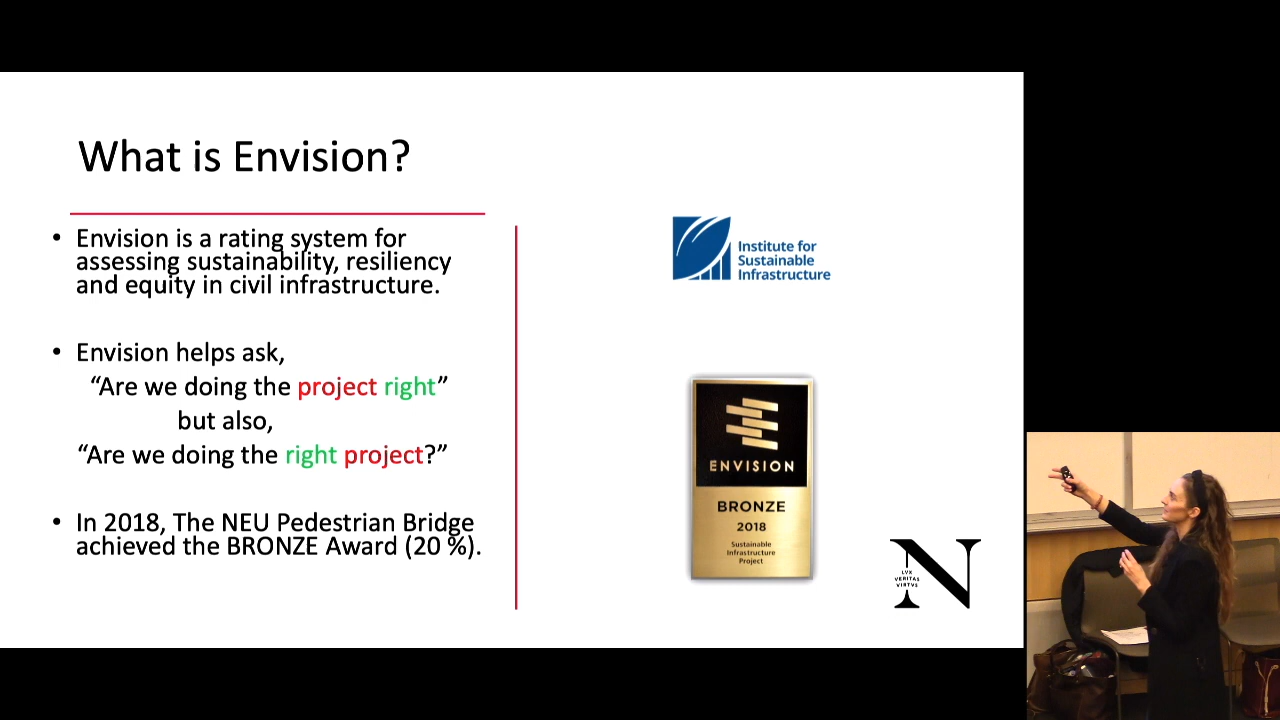 What is Envision?
• Envision is a rating system for
assessing sustainability, resiliency
and equity in civil infrastructure.
• Envision helps ask,
“Are we doing the project right”
but also,
“Are we doing the right project?”
• In 2018, The NEU Pedestrian Bridge
achieved the BRONZE Award (20 %).
Institute for
Sustainable
Infrastructure
ENVISION
BRONZE
2018
Sustainable
Infrastructure
Project
N
LVX
VERITAS
VIRTVS